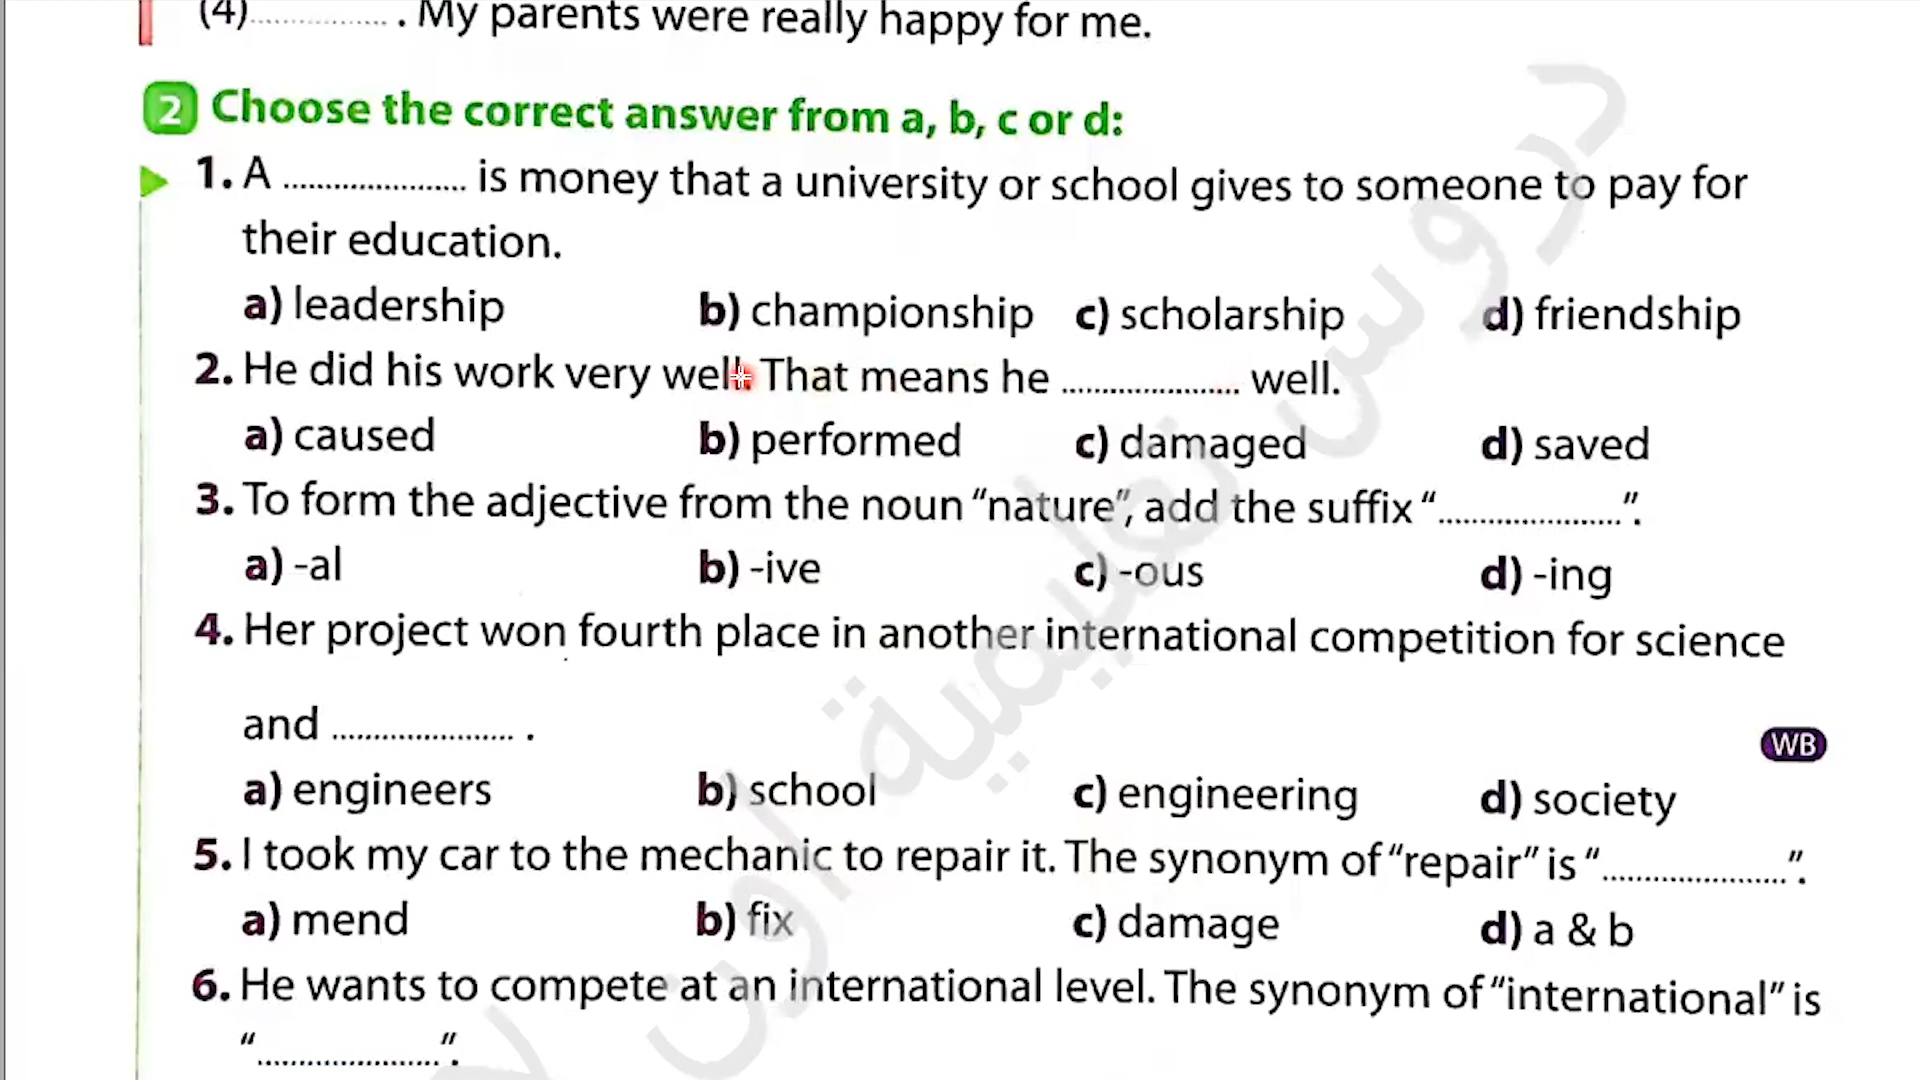 (4)................ . My parents were really happy for me.
2 Choose the correct answer from a, b, c or d:
1. A ...................... is money that a university or school gives to someone to pay for
their education.
a) leadership b) championship c) scholarship d) friendship
2. He did his work very well. That means he ..................... well.
a) caused b) performed c) damaged d) saved
3. To form the adjective from the noun “nature”, add the suffix “......................”.
a) -al b) -ive c) -ous d) -ing
4. Her project won fourth place in another international competition for science
and ...................... .
WB
a) engineers b) school c) engineering d) society
5. I took my car to the mechanic to repair it. The synonym of “repair” is “......................”.
a) mend b) fix c) damage d) a & b
6. He wants to compete at an international level. The synonym of “international” is
“......................”.
دروس تعليمية اون